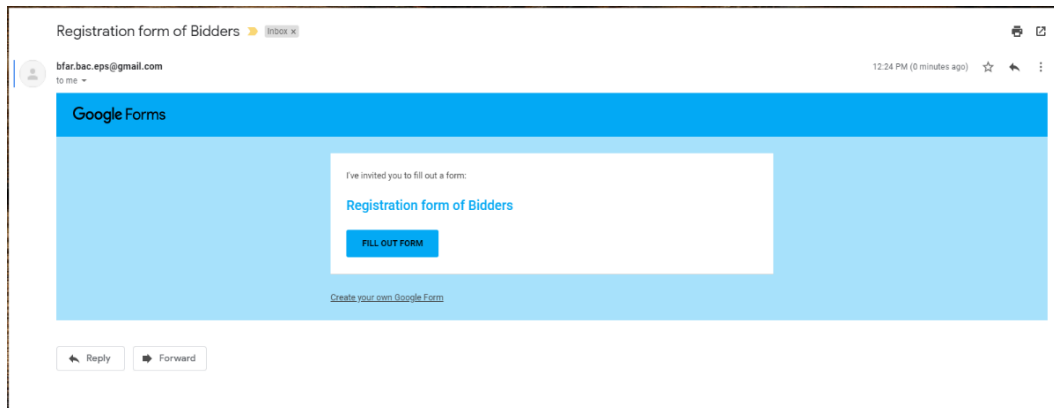 Registration form of Bidders Inbox x
bfar.bac.eps@gmail.com 12:24 PM (0 minutes ago)
to me
Google Forms
I've invited you to fill out a form:
Registration form of Bidders
FILL OUT FORM
Create your own Google Form
Reply Forward